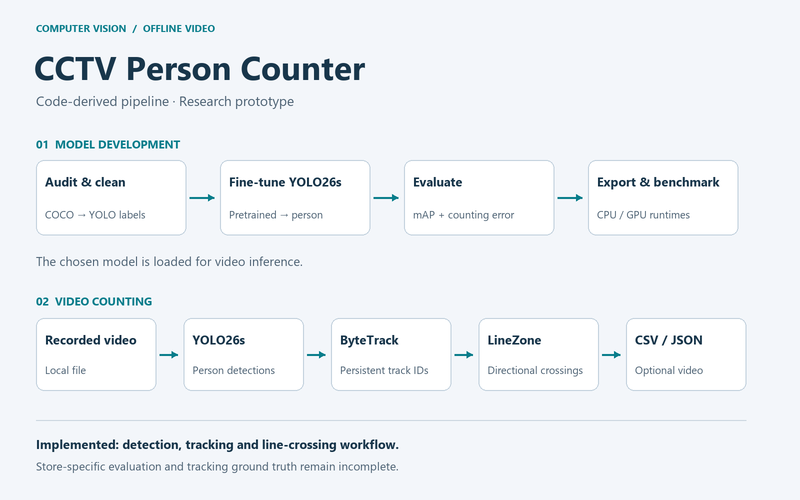 COMPUTER VISION / OFFLINE VIDEO
CCTV Person Counter
Code-derived pipeline · Research prototype
01 MODEL DEVELOPMENT
Audit & clean
COCO → YOLO labels
Fine-tune YOLO26s
Pretrained → person
Evaluate
mAP + counting error
Export & benchmark
CPU / GPU runtimes
The chosen model is loaded for video inference.
02 VIDEO COUNTING
Recorded video
Local file
YOLO26s
Person detections
ByteTrack
Persistent track IDs
LineZone
Directional crossings
CSV / JSON
Optional video
Implemented: detection, tracking and line-crossing workflow.
Store-specific evaluation and tracking ground truth remain incomplete.